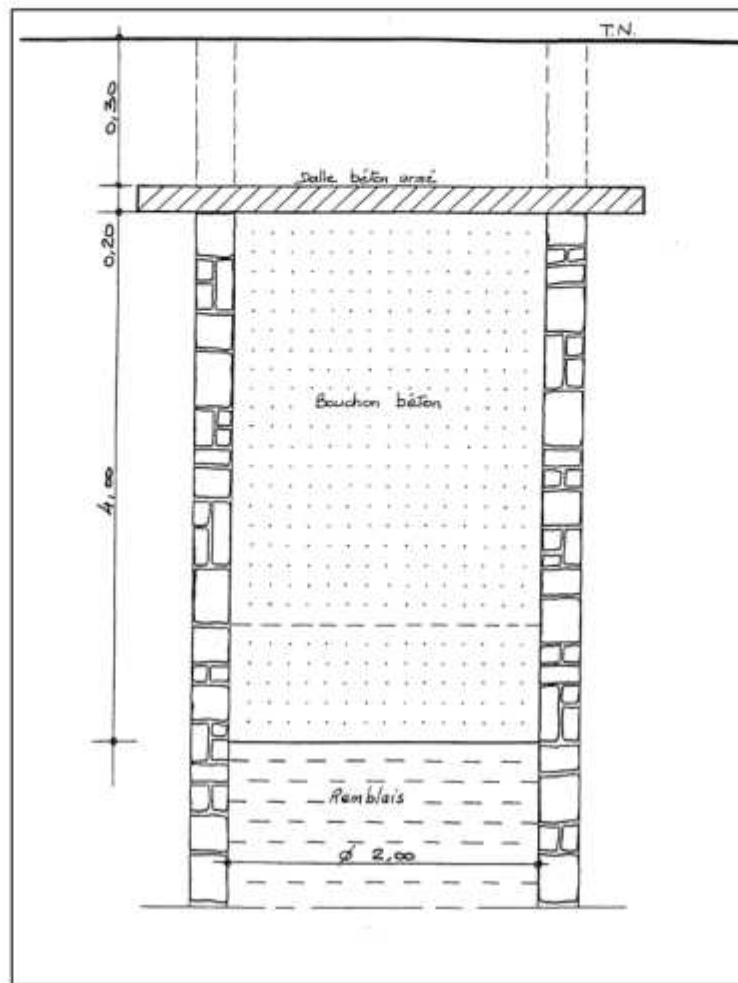 T.N.
0,30
Dalle béton armé
0,20
Bouchon béton
4,00
Remblais
Ø 2,00